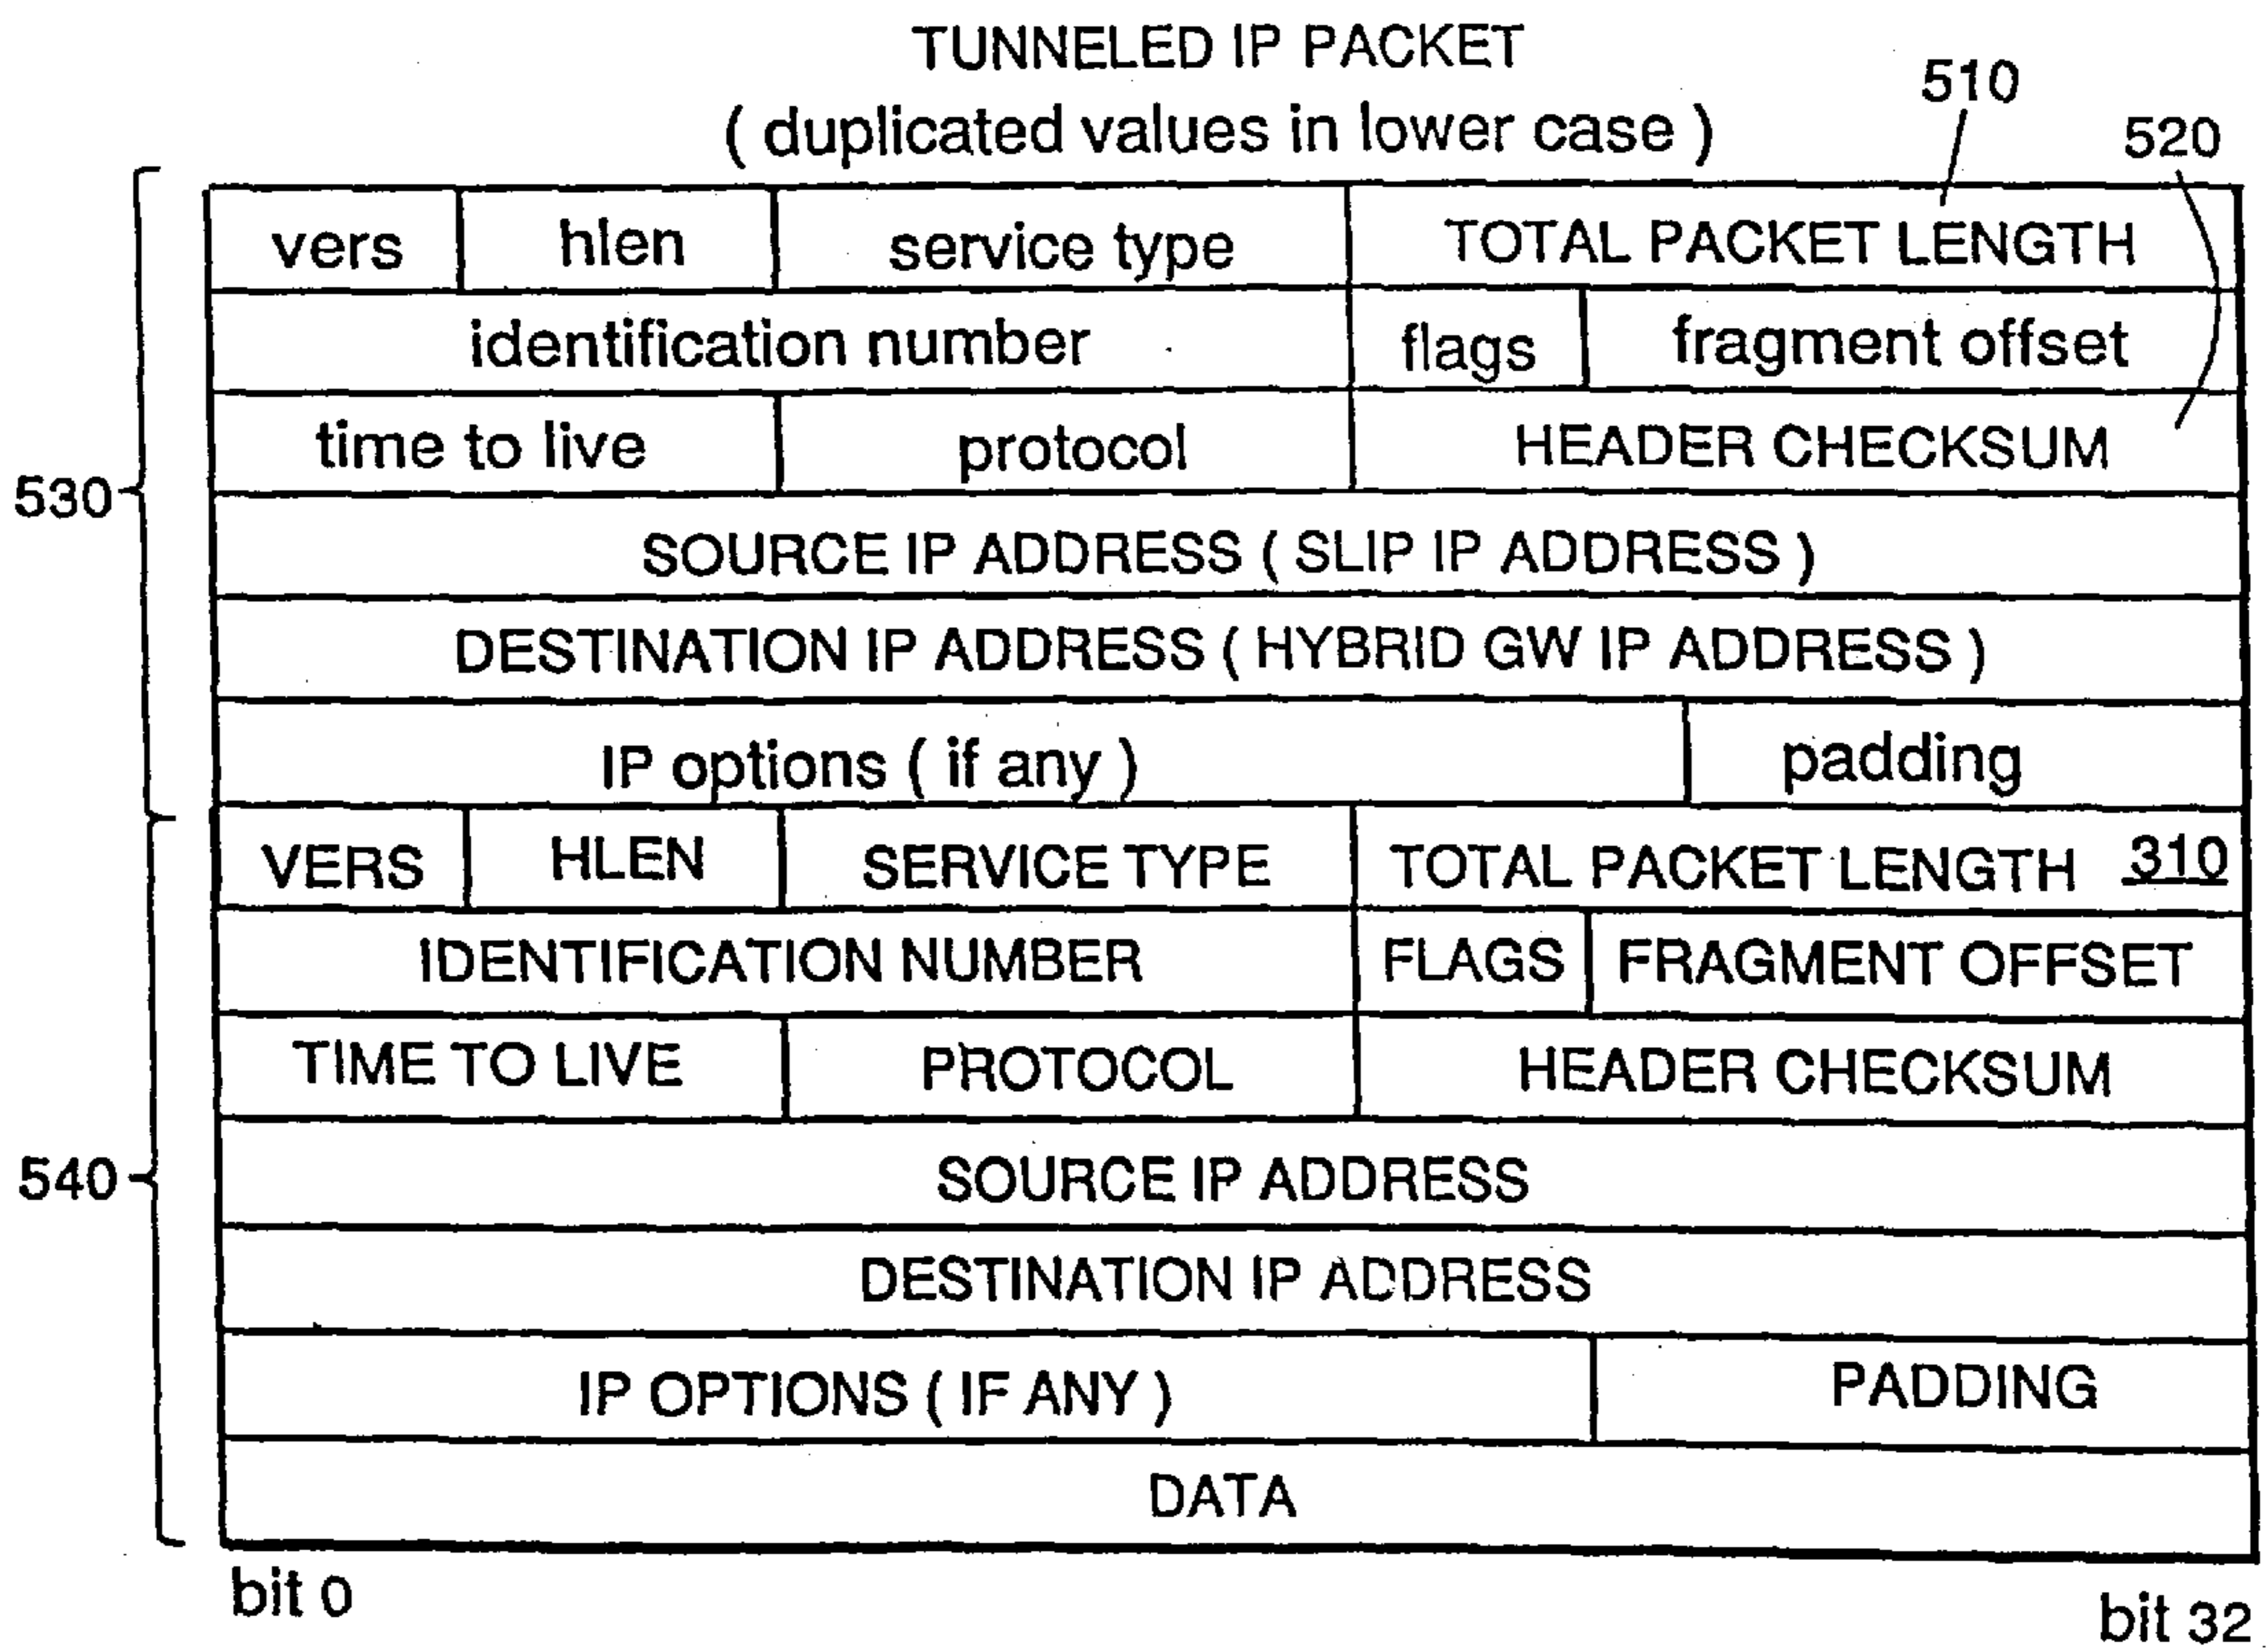 TUNNELED IP PACKET
510
( duplicated values in lower case )
520
vers hlen service type TOTAL PACKET LENGTH
identification number flags fragment offset
time to live protocol HEADER CHECKSUM
530
SOURCE IP ADDRESS ( SLIP IP ADDRESS )
DESTINATION IP ADDRESS ( HYBRID GW IP ADDRESS )
IP options ( if any ) padding
VERS HLEN SERVICE TYPE TOTAL PACKET LENGTH 310
IDENTIFICATION NUMBER FLAGS FRAGMENT OFFSET
TIME TO LIVE PROTOCOL HEADER CHECKSUM
540
SOURCE IP ADDRESS
DESTINATION IP ADDRESS
IP OPTIONS ( IF ANY ) PADDING
DATA
bit 0 bit 32